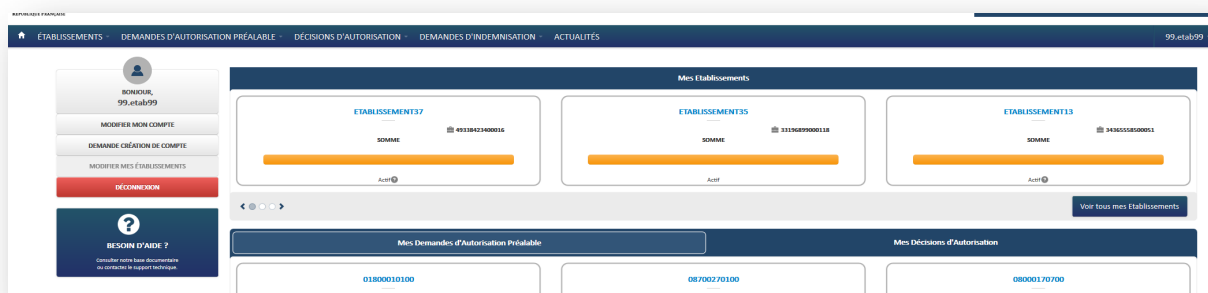 RÉPUBLIQUE FRANÇAISE
ÉTABLISSEMENTS DEMANDES D'AUTORISATION PRÉALABLE DÉCISIONS D'AUTORISATION DEMANDES D'INDEMNISATION ACTUALITÉS 99.etab99
BONJOUR,
99.etab99
MODIFIER MON COMPTE
DEMANDE CRÉATION DE COMPTE
MODIFIER MES ÉTABLISSEMENTS
DÉCONNEXION
?
BESOIN D'AIDE ?
Consulter notre base documentaire
ou contactez le support technique.
Mes Etablissements
ETABLISSEMENT37
49338423400016
SOMME
Actif ?
ETABLISSEMENT35
33196899000118
SOMME
Actif
ETABLISSEMENT13
34365558500051
SOMME
Actif ?
Voir tous mes Etablissements
Mes Demandes d'Autorisation Préalable
Mes Décisions d'Autorisation
01800010100
08700270100
08000170700